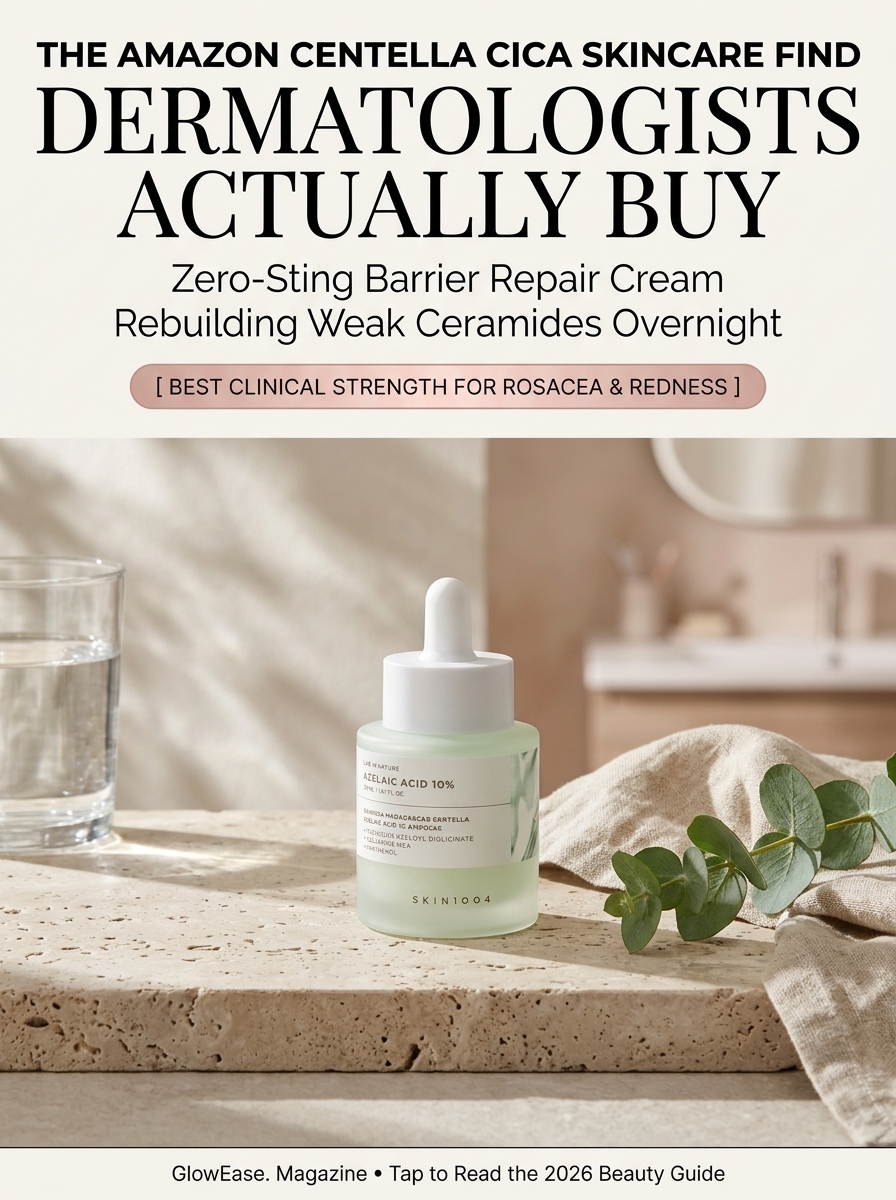 THE AMAZON CENTELLA CICA SKINCARE FIND
DERMATOLOGISTS
ACTUALLY BUY
Zero-Sting Barrier Repair Cream
Rebuilding Weak Ceramides Overnight
[ BEST CLINICAL STRENGTH FOR ROSACEA & REDNESS ]
AZELAIC ACID 10%
SKIN1004
GlowEase. Magazine • Tap to Read the 2026 Beauty Guide